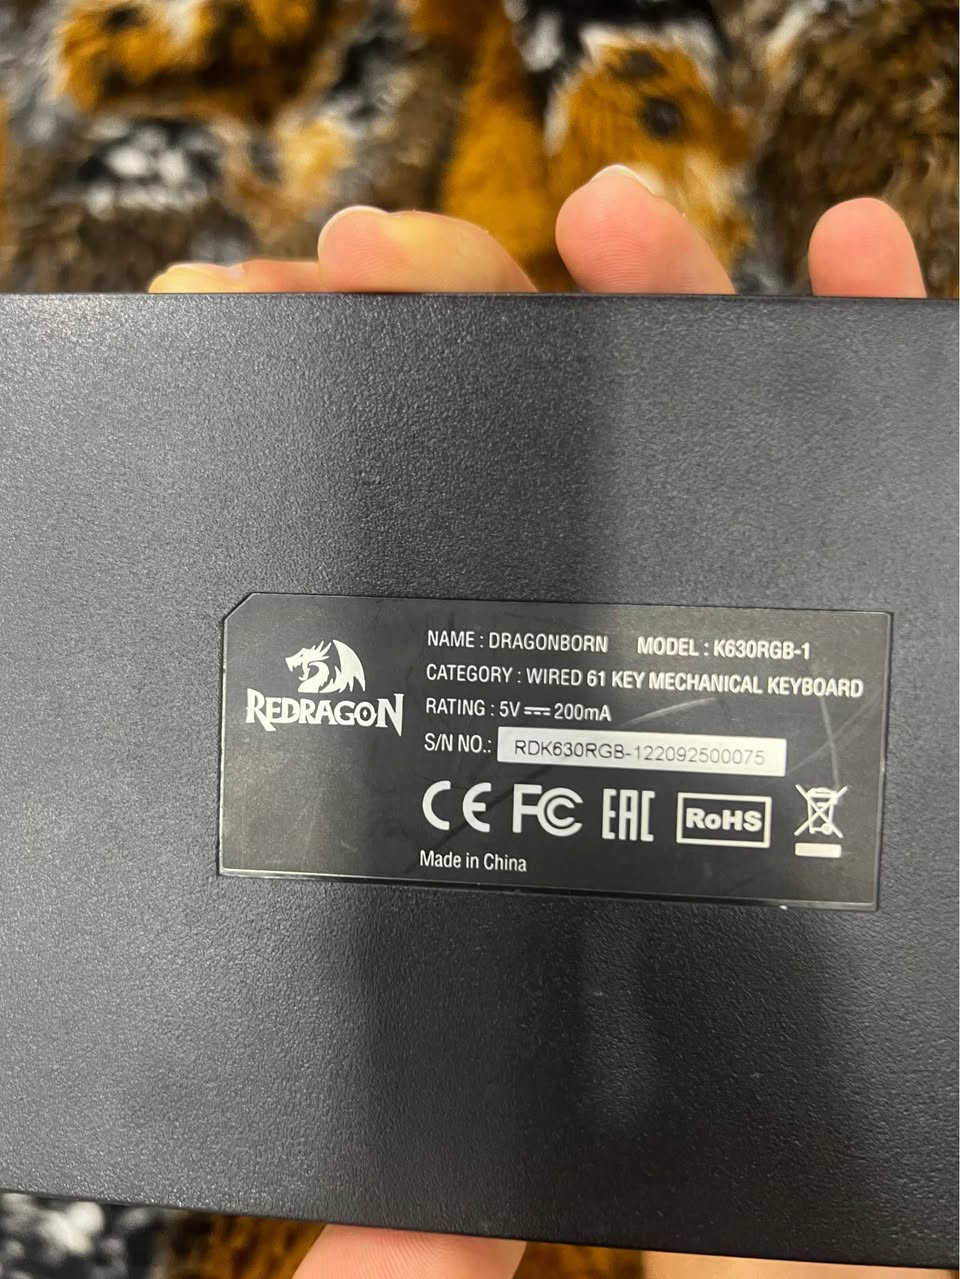 REDRAGON
NAME : DRAGONBORN MODEL : K630RGB-1
CATEGORY : WIRED 61 KEY MECHANICAL KEYBOARD
RATING : 5V ⎓ 200mA
S/N NO.: RDK630RGB-122092500075
CE FC EAC RoHS
Made in China